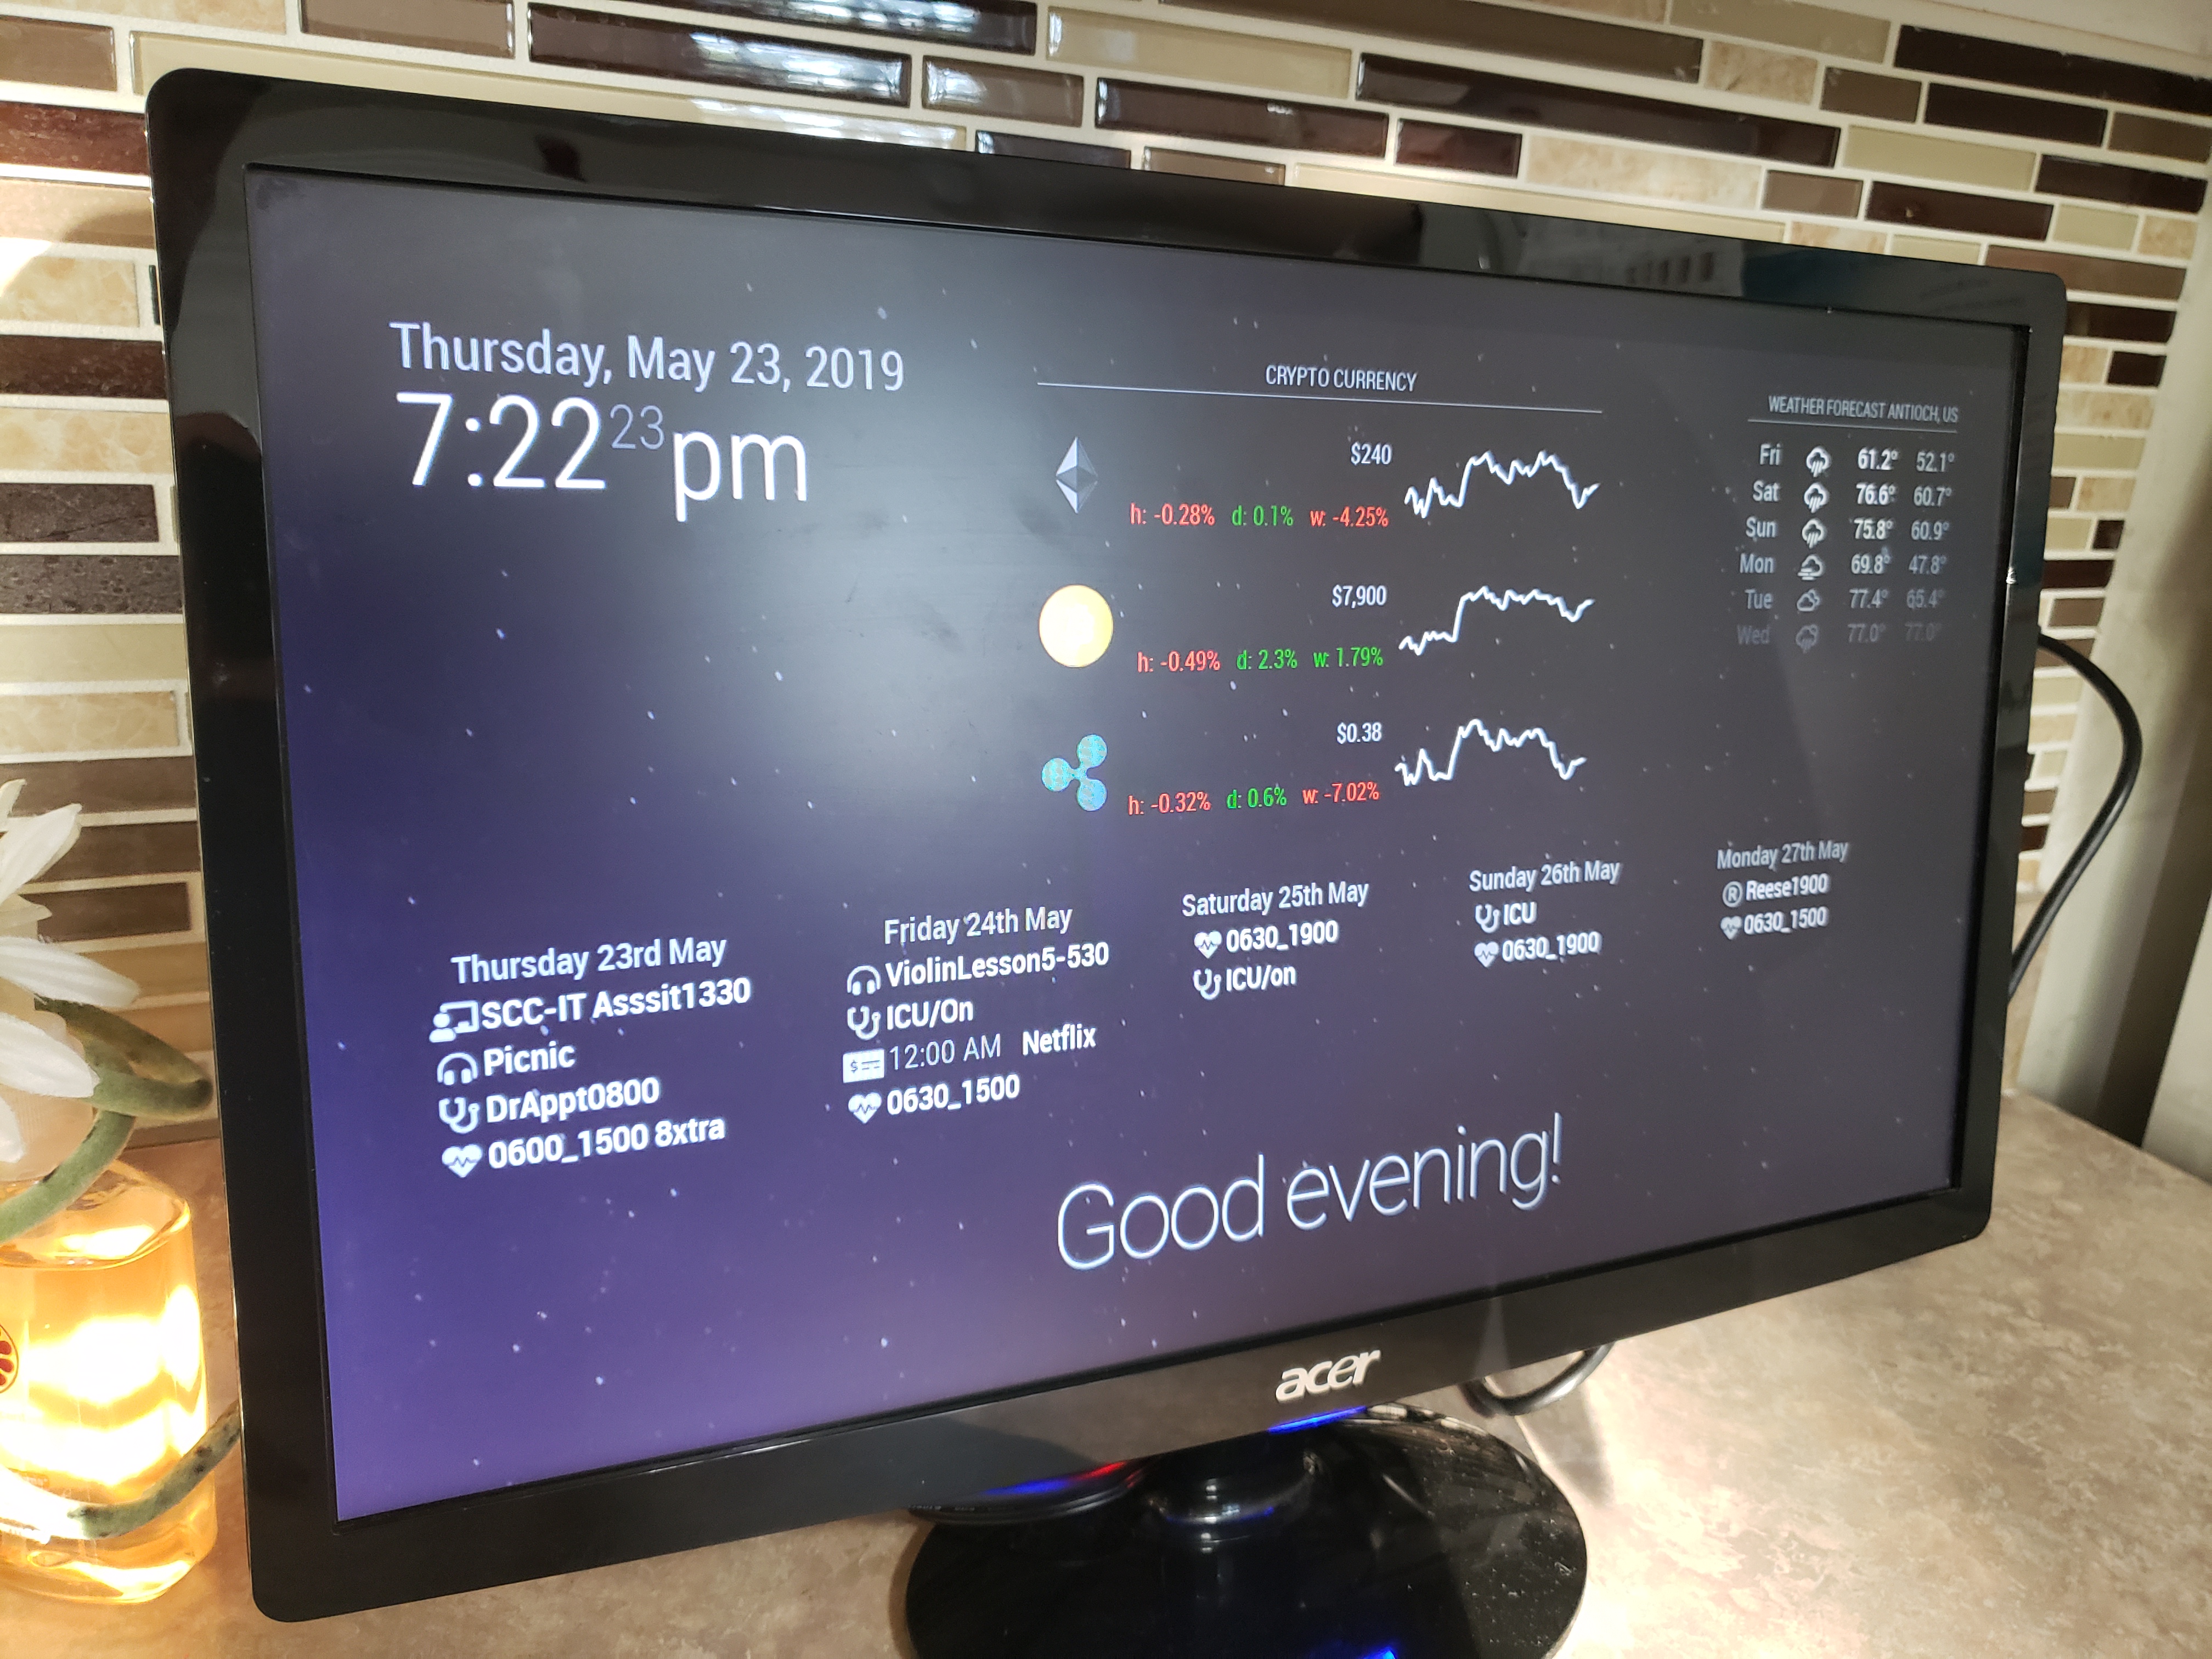 Thursday, May 23, 2019
7:22 23 pm
CRYPTO CURRENCY
$240
h: -0.28% d: 0.1% w: -4.25%
$7,900
h: -0.49% d: 2.3% w: 1.79%
$0.38
h: -0.32% d: 0.6% w: -7.02%
WEATHER FORECAST ANTIOCH, US
Fri 61.2° 52.1°
Sat 76.6° 60.7°
Sun 75.8° 60.9°
Mon 69.8° 47.8°
Tue 77.4° 65.4°
Wed 77.0° 77.0°
Thursday 23rd May
SCC-IT Asssit1330
Picnic
DrAppt0800
0600_1500 8xtra
Friday 24th May
ViolinLesson5-530
ICU/On
12:00 AM Netflix
0630_1500
Saturday 25th May
0630_1900
ICU/on
Sunday 26th May
ICU
0630_1900
Monday 27th May
® Reese1900
0630_1500
Good evening!
acer